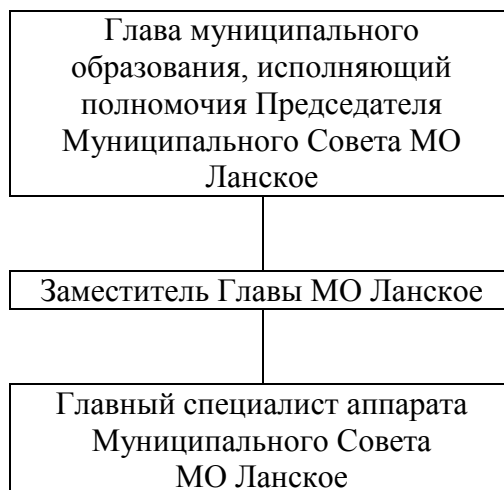 Глава муниципального
образования, исполняющий
полномочия Председателя
Муниципального Совета МО
Ланское
Заместитель Главы МО Ланское
Главный специалист аппарата
Муниципального Совета
МО Ланское